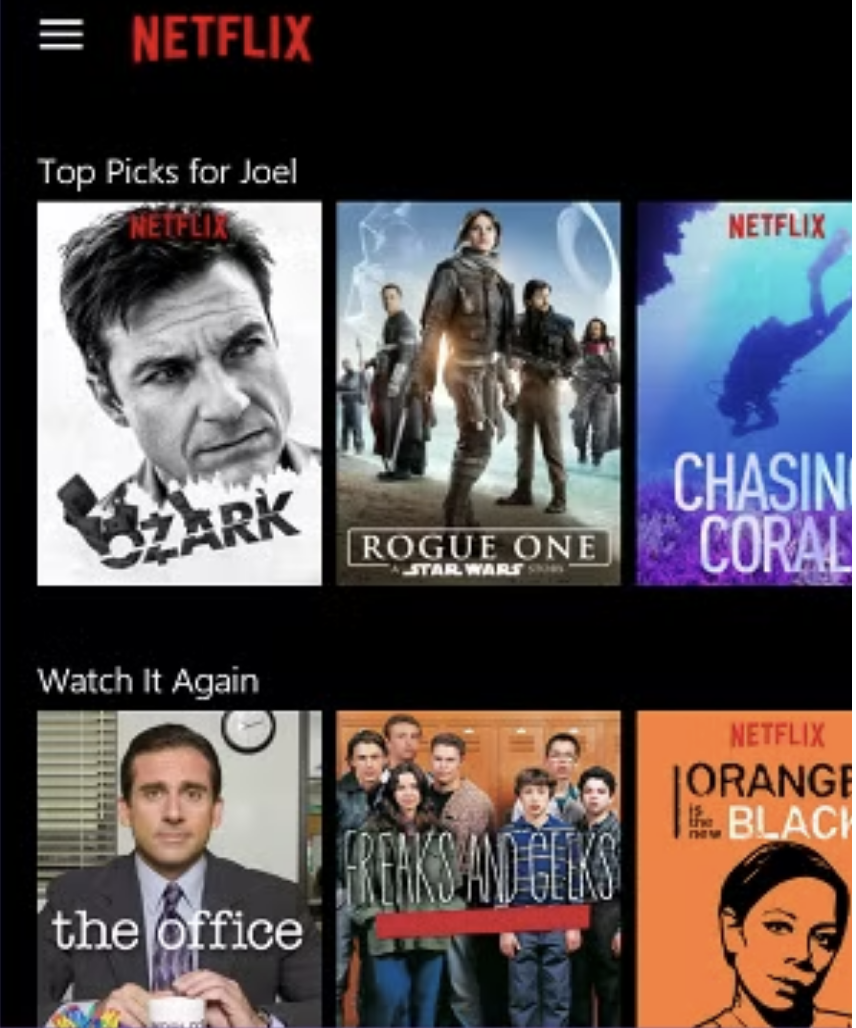 NETFLIX
Top Picks for Joel
NETFLIX
OZARK
ROGUE ONE
A STAR WARS STORY
NETFLIX
CHASING
CORAL
Watch It Again
the office
FREAKS AND GEEKS
NETFLIX
ORANGE
is
the
new BLACK